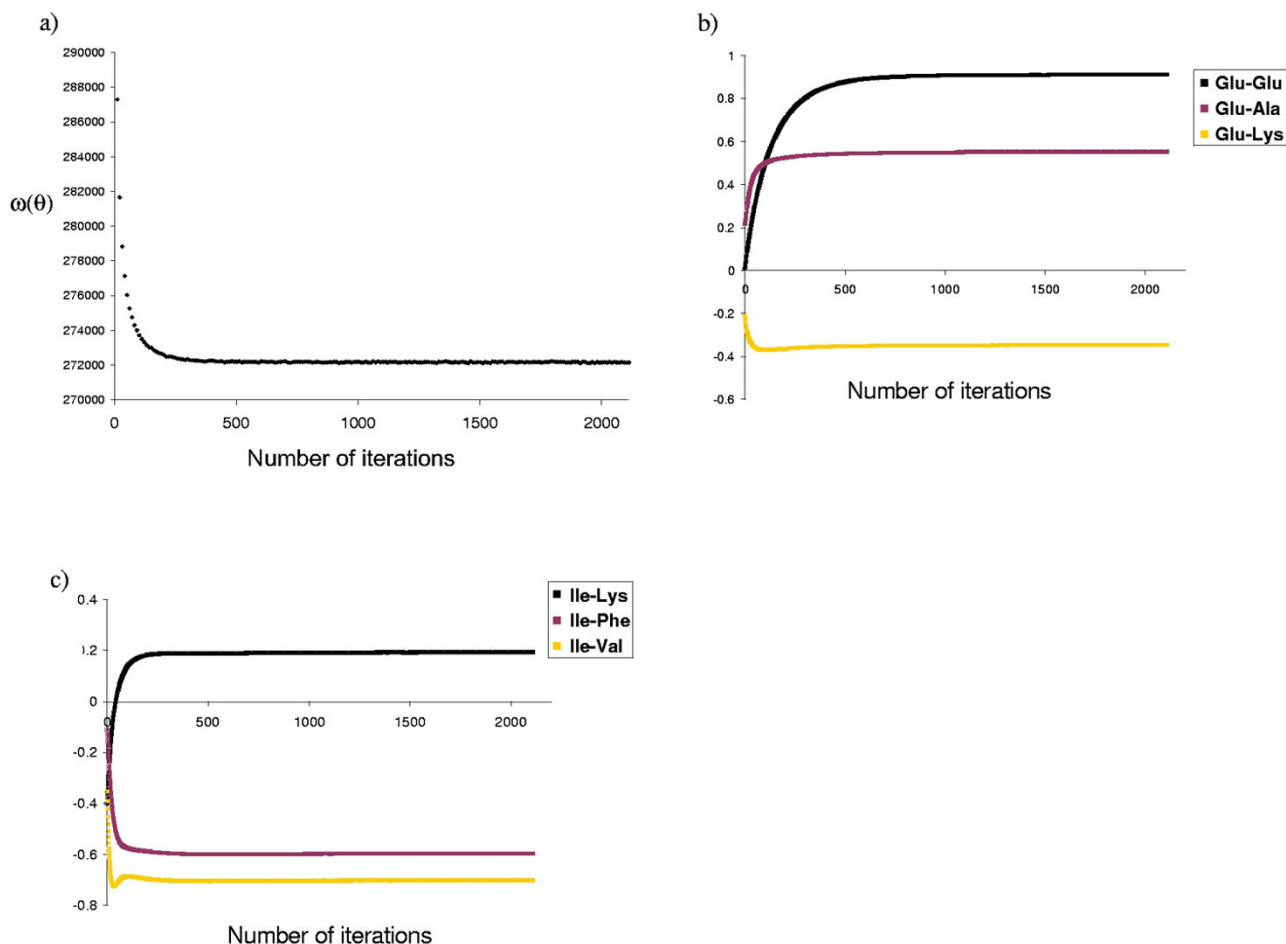 a)
290000
288000
286000
284000
282000
280000
278000
276000
274000
272000
270000
ω(θ)
0 500 1000 1500 2000
Number of iterations
b)
1
0.8
0.6
0.4
0.2
0
-0.2
-0.4
-0.6
0 500 1000 1500 2000
Number of iterations
Glu-Glu
Glu-Ala
Glu-Lys
c)
0.4
.2
0
-0.2
-0.4
-0.6
-0.8
0 500 1000 1500 2000
Number of iterations
Ile-Lys
Ile-Phe
Ile-Val